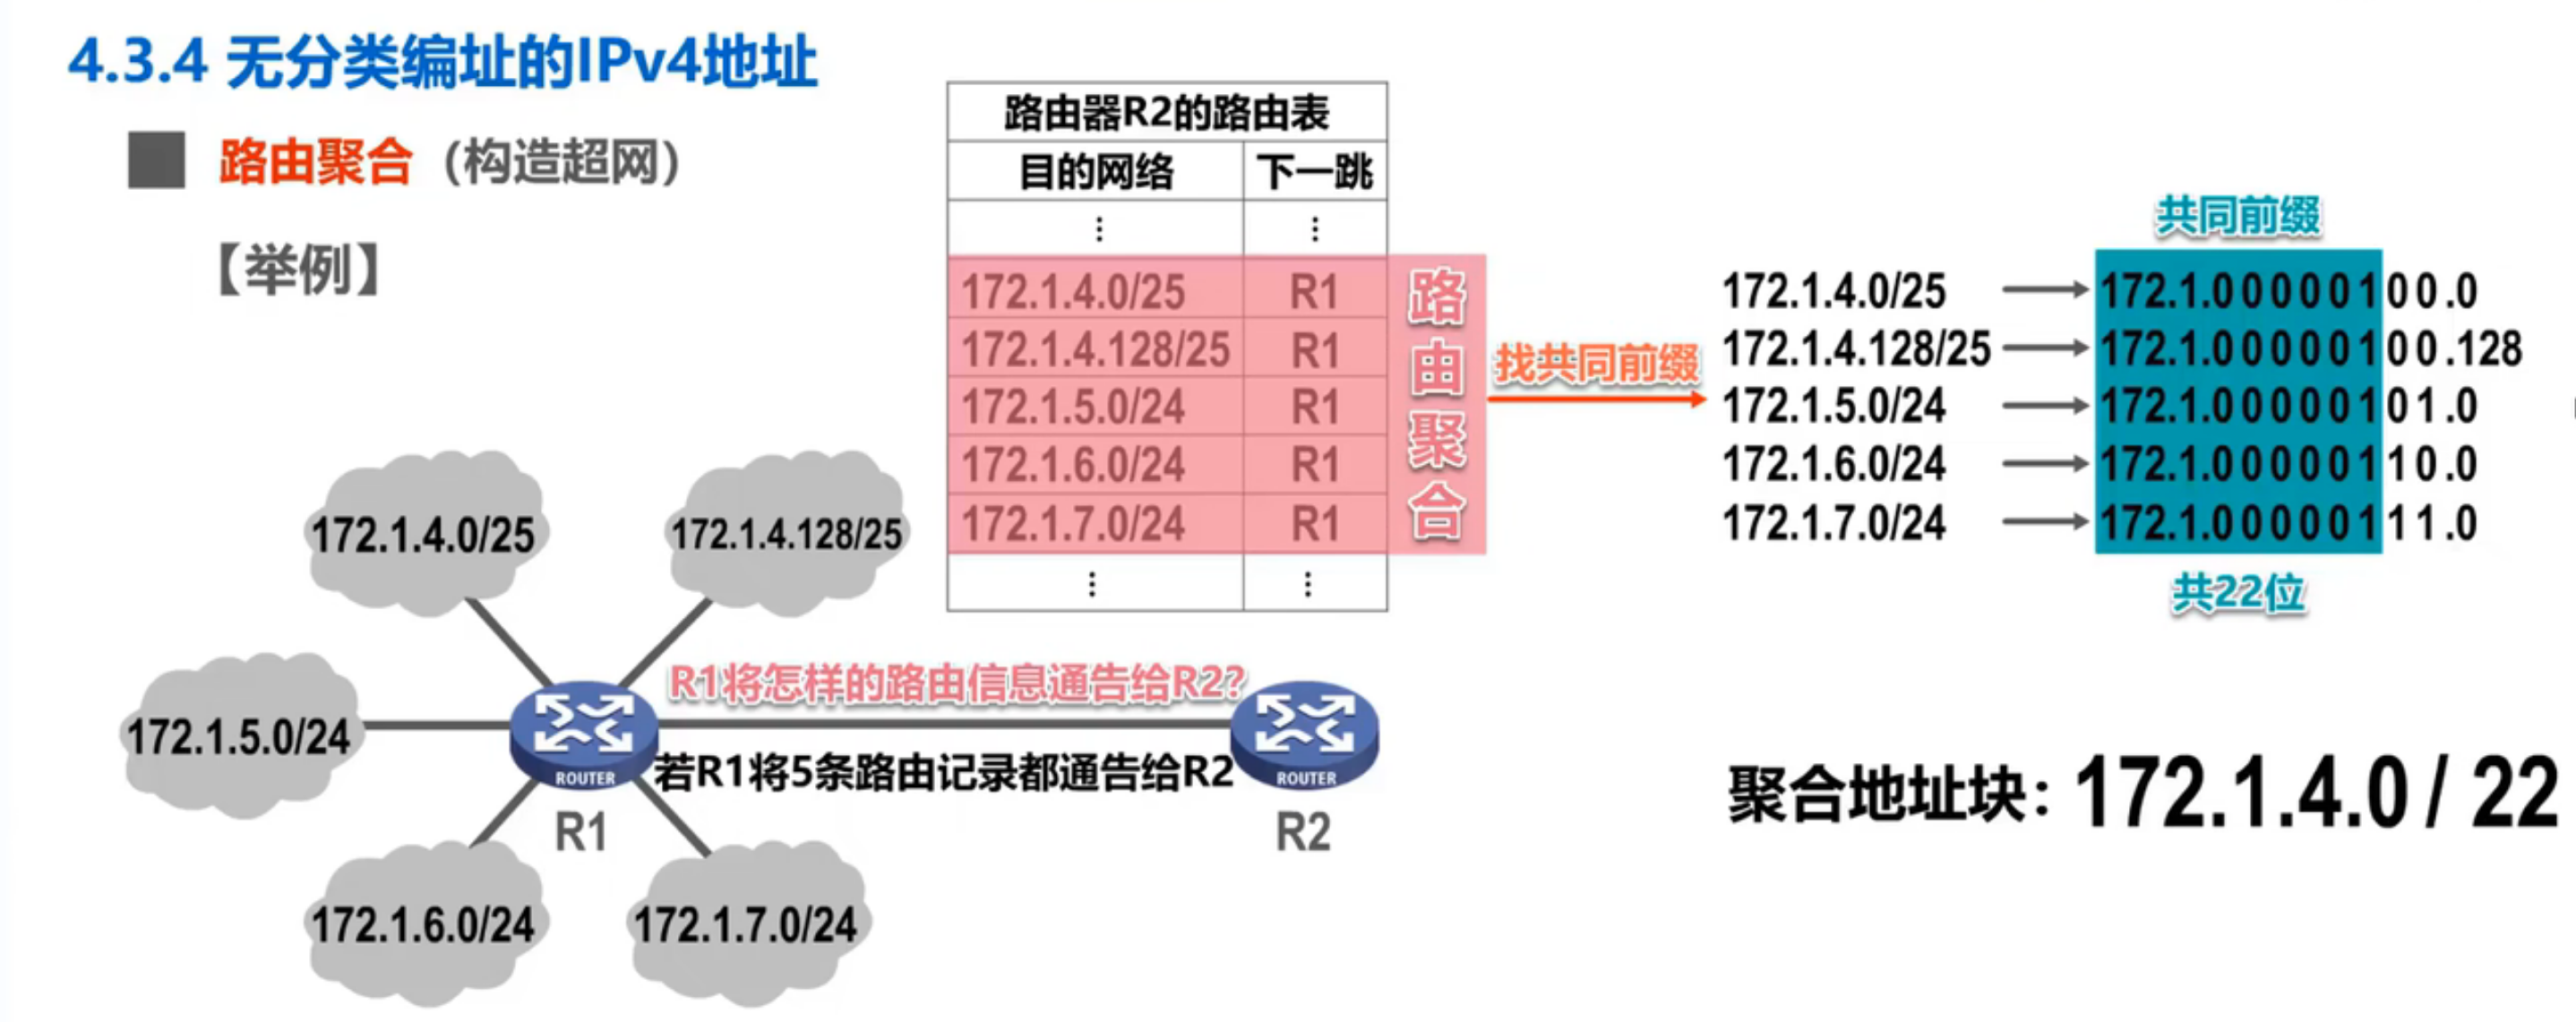 4.3.4 无分类编址的IPv4地址
路由聚合（构造超网）
【举例】
路由器R2的路由表
目的网络 下一跳
⋮ ⋮
172.1.4.0/25 R1
172.1.4.128/25 R1
172.1.5.0/24 R1
172.1.6.0/24 R1
172.1.7.0/24 R1
⋮ ⋮
路由聚合
找共同前缀
共同前缀
172.1.4.0/25 172.1.00000100.0
172.1.4.128/25 172.1.00000100.128
172.1.5.0/24 172.1.00000101.0
172.1.6.0/24 172.1.00000110.0
172.1.7.0/24 172.1.00000111.0
共22位
聚合地址块：172.1.4.0 / 22
172.1.4.0/25
172.1.4.128/25
172.1.5.0/24
R1将怎样的路由信息通告给R2?
若R1将5条路由记录都通告给R2
ROUTER
R1
ROUTER
R2
172.1.6.0/24
172.1.7.0/24